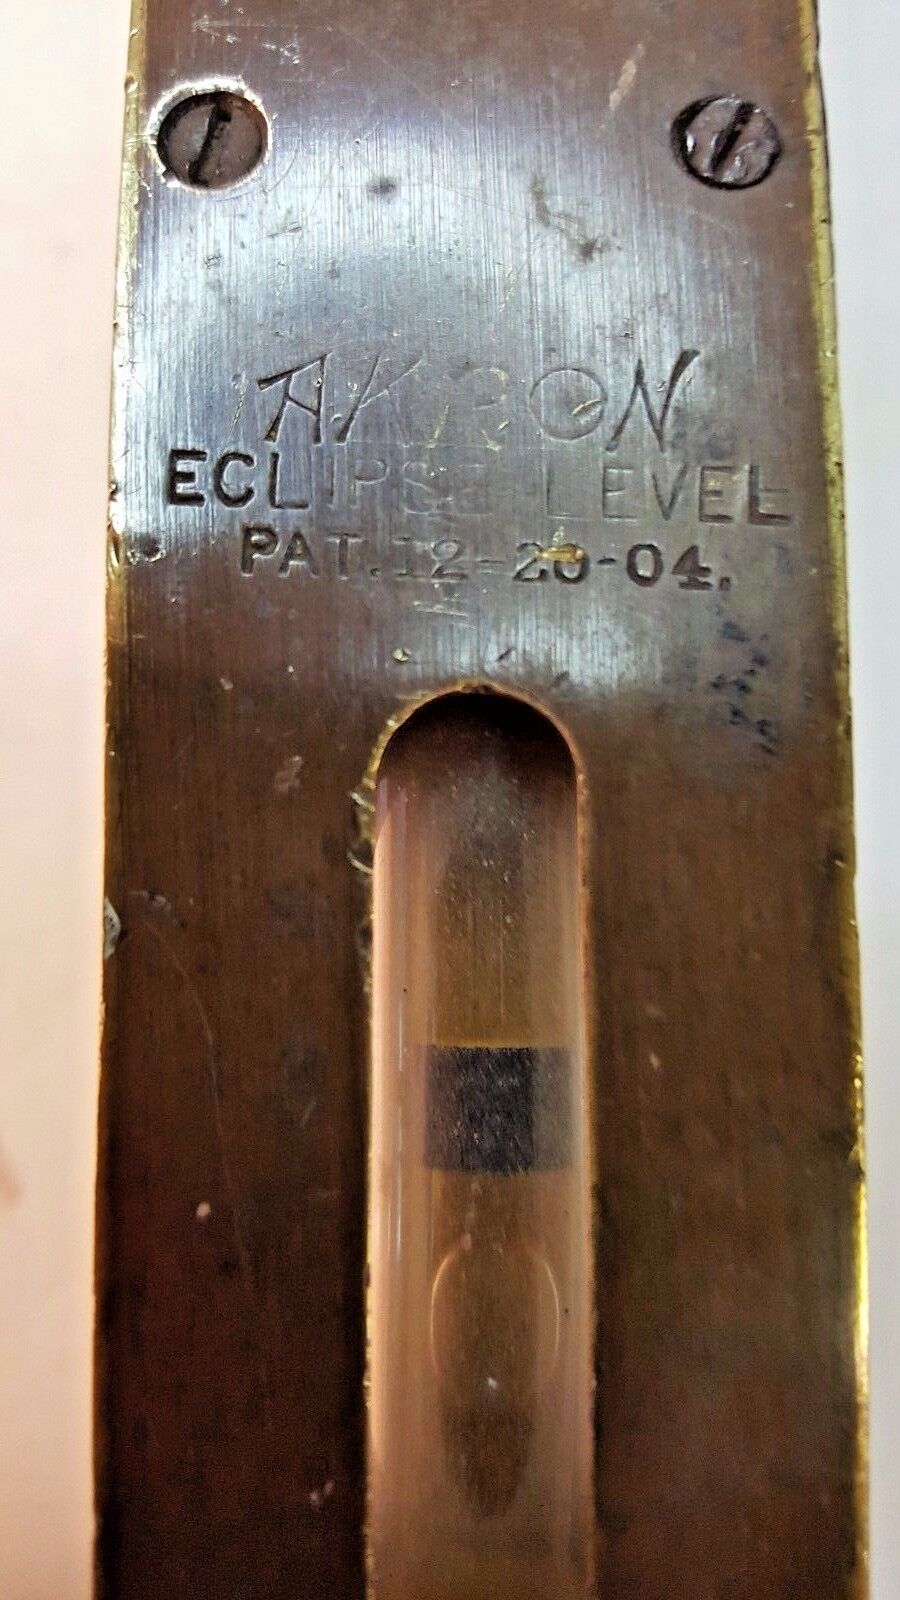 AKRON
ECLIPSE LEVEL
PAT. 12-20-04.